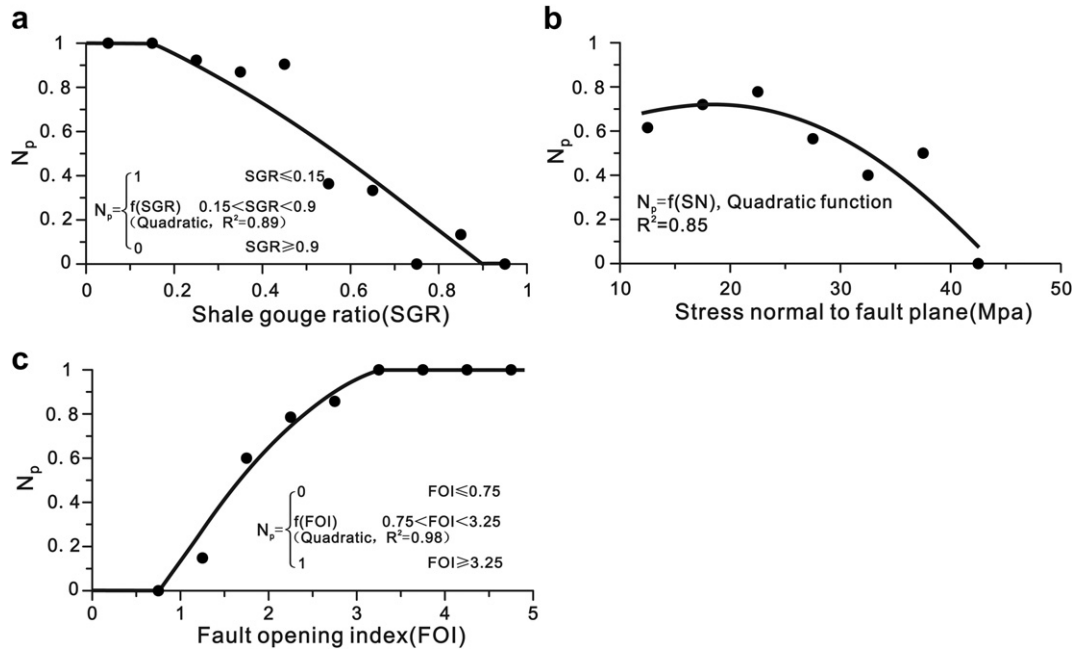 a
1
0.8
0.6
0.4
0.2
0
Np
Np=
1 SGR≤0.15
f(SGR) 0.15<SGR<0.9
(Quadratic, R²=0.89)
0 SGR≥0.9
0 0.2 0.4 0.6 0.8 1
Shale gouge ratio(SGR)
b
1
0.8
0.6
0.4
0.2
0
Np
Np=f(SN), Quadratic function
R²=0.85
10 20 30 40 50
Stress normal to fault plane(Mpa)
c
1
0.8
0.6
0.4
0.2
0
Np
Np=
0 FOI≤0.75
f(FOI) 0.75<FOI<3.25
(Quadratic, R²=0.98)
1 FOI≥3.25
0 1 2 3 4 5
Fault opening index(FOI)